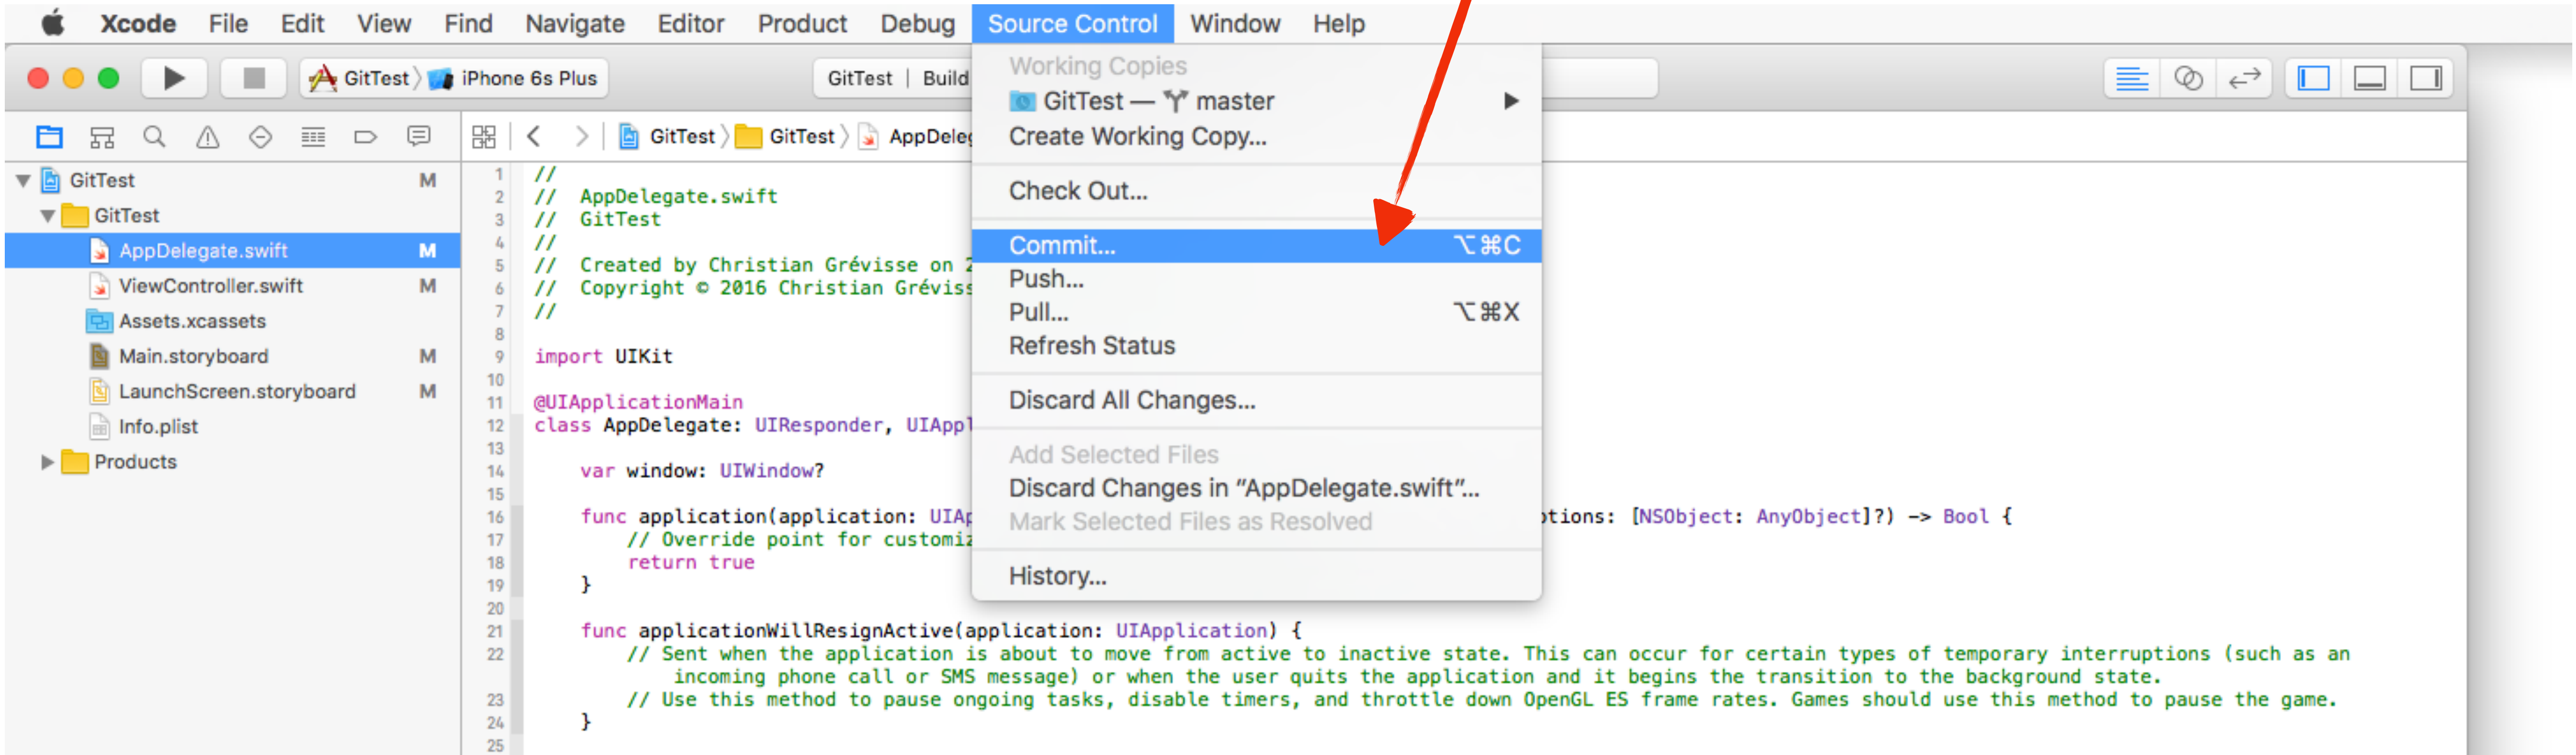 Xcode File Edit View Find Navigate Editor Product Debug Source Control Window Help
GitTest iPhone 6s Plus
GitTest | Build
GitTest GitTest AppDeleg
GitTest M
GitTest
AppDelegate.swift M
ViewController.swift M
Assets.xcassets
Main.storyboard M
LaunchScreen.storyboard M
Info.plist
Products
Working Copies
GitTest — master
Create Working Copy...
Check Out...
Commit... ⌥⌘C
Push...
Pull... ⌥⌘X
Refresh Status
Discard All Changes...
Add Selected Files
Discard Changes in “AppDelegate.swift”...
Mark Selected Files as Resolved
History...
1 //
2 // AppDelegate.swift
3 // GitTest
4 //
5 // Created by Christian Grévisse on 2
6 // Copyright © 2016 Christian Gréviss
7 //
8
9 import UIKit
10
11 @UIApplicationMain
12 class AppDelegate: UIResponder, UIAppl
13
14 var window: UIWindow?
15
16 func application(application: UIAp tions: [NSObject: AnyObject]?) -> Bool {
17 // Override point for customiz
18 return true
19 }
20
21 func applicationWillResignActive(application: UIApplication) {
22 // Sent when the application is about to move from active to inactive state. This can occur for certain types of temporary interruptions (such as an
incoming phone call or SMS message) or when the user quits the application and it begins the transition to the background state.
23 // Use this method to pause ongoing tasks, disable timers, and throttle down OpenGL ES frame rates. Games should use this method to pause the game.
24 }
25